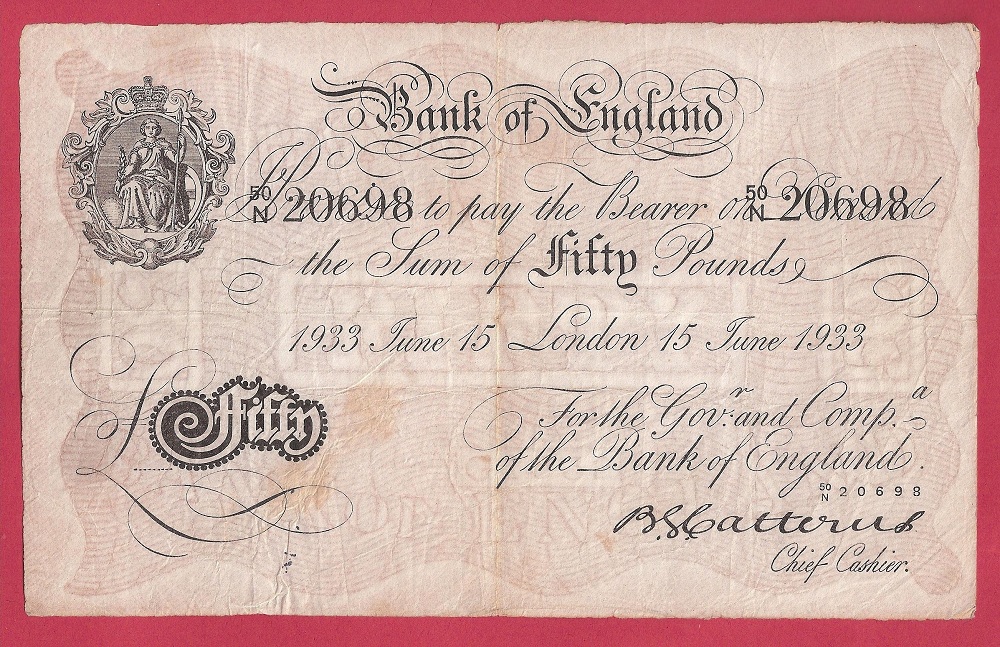 Bank of England
50/N 20698 Promise to pay the Bearer on Demand 50/N 20698
the Sum of Fifty Pounds
1933 June 15 London 15 June 1933
For the Govr. and Compa.
£ Fifty
of the Bank of England.
50/N 20698
B.G. Catterns
Chief Cashier.